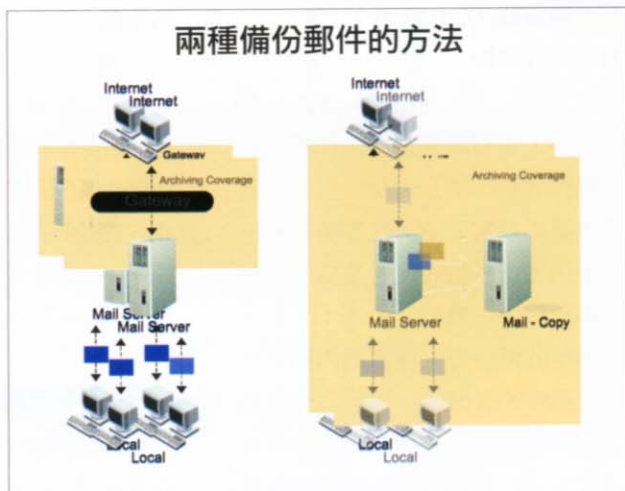 兩種備份郵件的方法
Internet
Internet
Gateway
Archiving Coverage
Gateway
Mail Server
Mail Server
Local
Local
Internet
Internet
Archiving Coverage
Mail Server
Mail - Copy
Local
Local